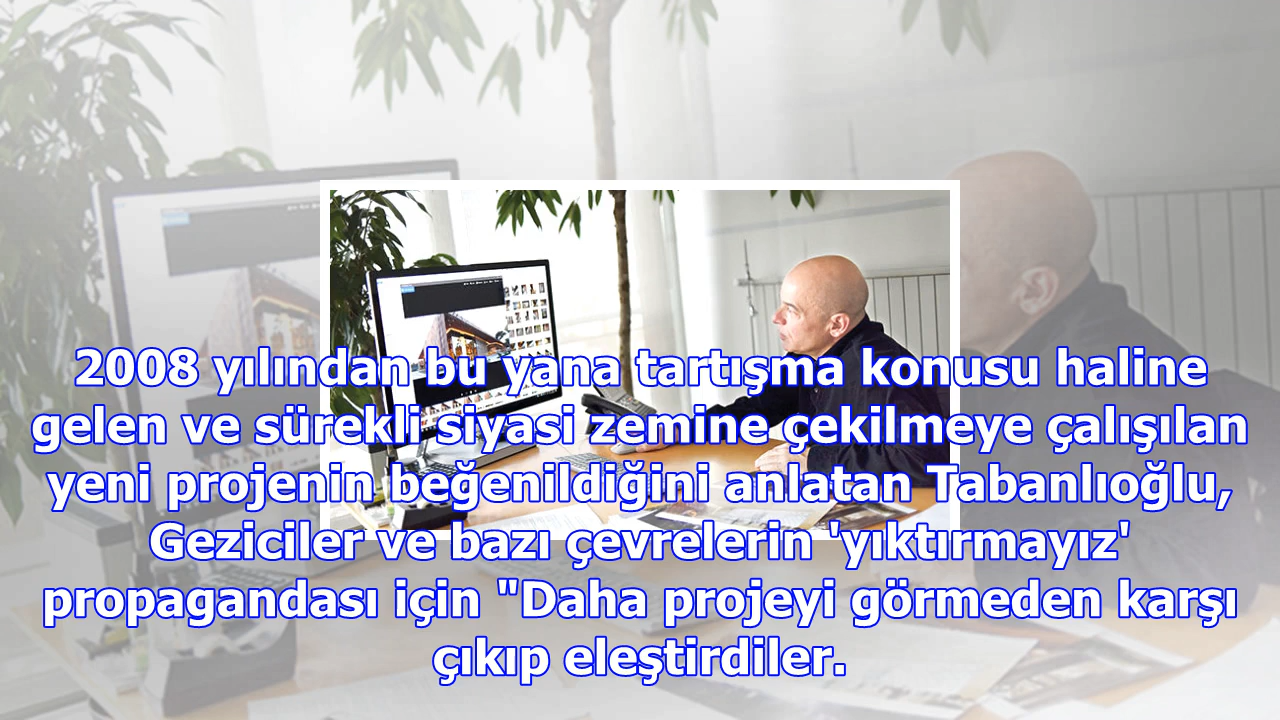 2008 yılından bu yana tartışma konusu haline
gelen ve sürekli siyasi zemine çekilmeye çalışılan
yeni projenin beğenildiğini anlatan Tabanlıoğlu,
Geziciler ve bazı çevrelerin 'yıktırmayız'
propagandası için "Daha projeyi görmeden karşı
çıkıp eleştirdiler.